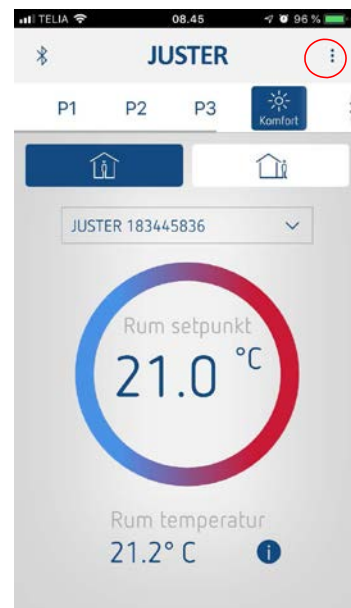 TELIA 08.45 96 %
JUSTER
P1 P2 P3 Komfort
JUSTER 183445836
Rum setpunkt
21.0 °C
Rum temperatur
21.2° C i